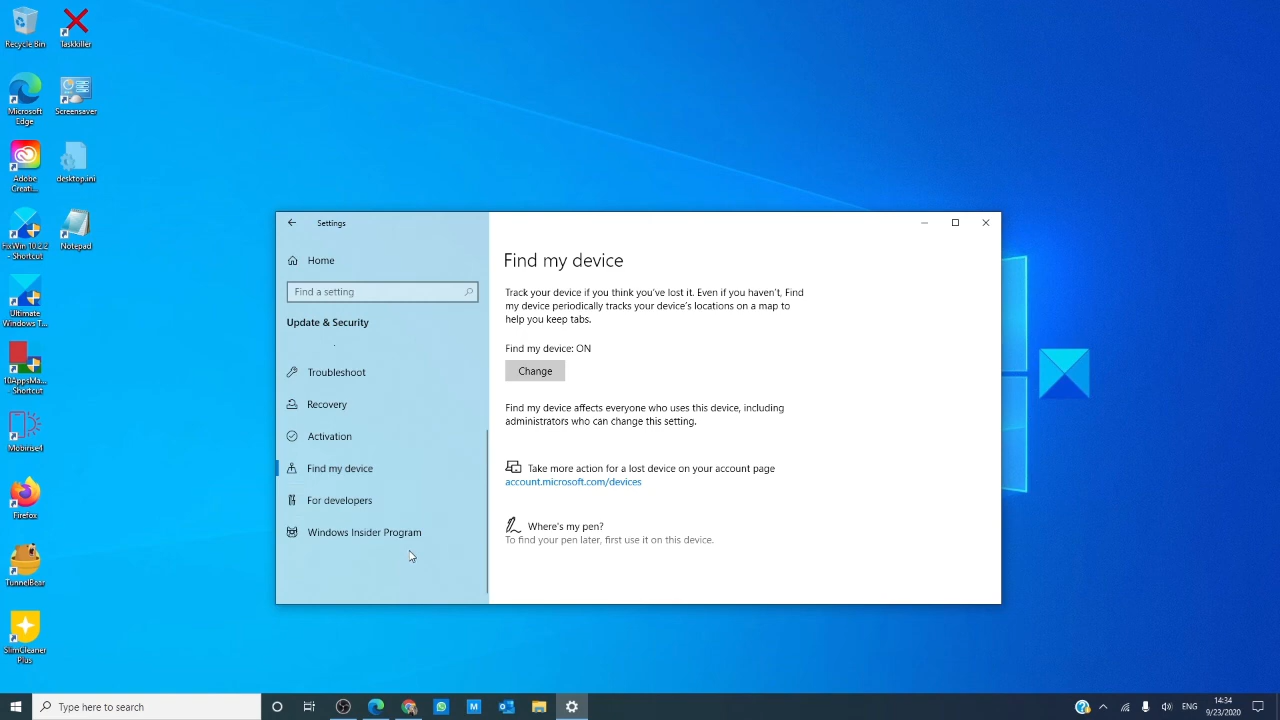 Recycle Bin
Taskkiller
Microsoft
Edge
Screensaver
Adobe
Creati...
desktop.ini
FixWin 10.2.2
- Shortcut
Notepad
Ultimate
Windows T...
10AppsMa...
- Shortcut
Mobirise4
Firefox
TunnelBear
SlimCleaner
Plus
Settings
Home
Find a setting
Update & Security
Troubleshoot
Recovery
Activation
Find my device
For developers
Windows Insider Program
Find my device
Track your device if you think you've lost it. Even if you haven't, Find
my device periodically tracks your device's locations on a map to
help you keep tabs.
Find my device: ON
Change
Find my device affects everyone who uses this device, including
administrators who can change this setting.
Take more action for a lost device on your account page
account.microsoft.com/devices
Where's my pen?
To find your pen later, first use it on this device.
Type here to search
ENG
14:34
9/23/2020